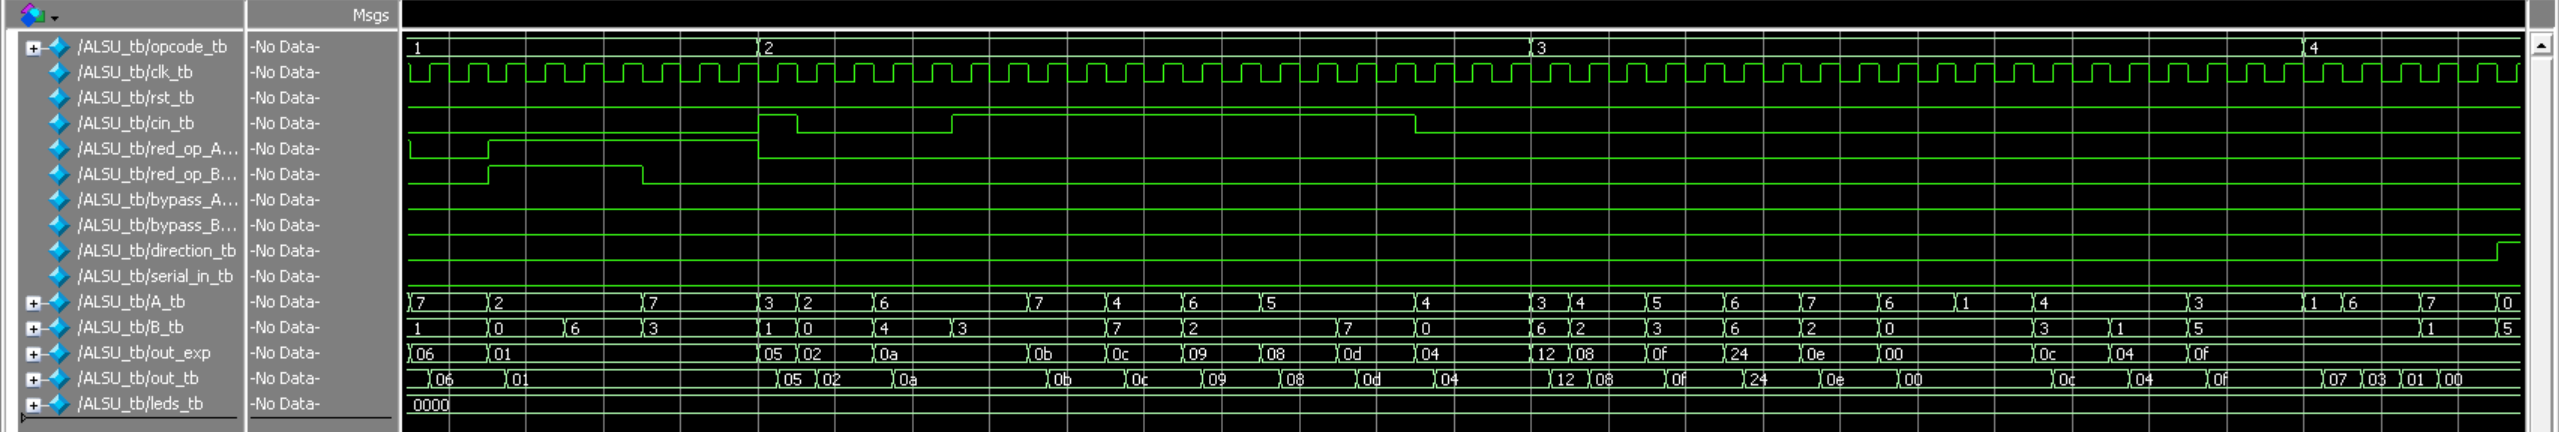 Msgs
/ALSU_tb/opcode_tb -No Data- 1 2 3 4
/ALSU_tb/clk_tb -No Data-
/ALSU_tb/rst_tb -No Data-
/ALSU_tb/cin_tb -No Data-
/ALSU_tb/red_op_A... -No Data-
/ALSU_tb/red_op_B... -No Data-
/ALSU_tb/bypass_A... -No Data-
/ALSU_tb/bypass_B... -No Data-
/ALSU_tb/direction_tb -No Data-
/ALSU_tb/serial_in_tb -No Data-
/ALSU_tb/A_tb -No Data- 7 2 7 3 2 6 7 4 6 5 4 3 4 5 6 7 6 1 4 3 1 6 7 0
/ALSU_tb/B_tb -No Data- 1 0 6 3 1 0 4 3 7 2 7 0 6 2 3 6 2 0 3 1 5 1 5
/ALSU_tb/out_exp -No Data- 06 01 05 02 0a 0b 0c 09 08 0d 04 12 08 0f 24 0e 00 0c 04 0f
/ALSU_tb/out_tb -No Data- 06 01 05 02 0a 0b 0c 09 08 0d 04 12 08 0f 24 0e 00 0c 04 0f 07 03 01 00
/ALSU_tb/leds_tb -No Data- 0000